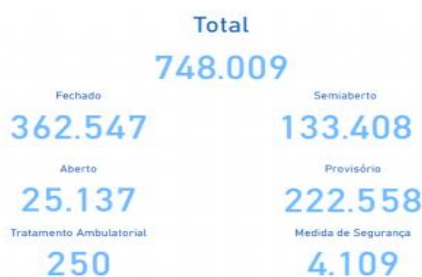 Total
748.009
Fechado Semiaberto
362.547 133.408
Aberto Provisório
25.137 222.558
Tratamento Ambulatorial Medida de Segurança
250 4.109